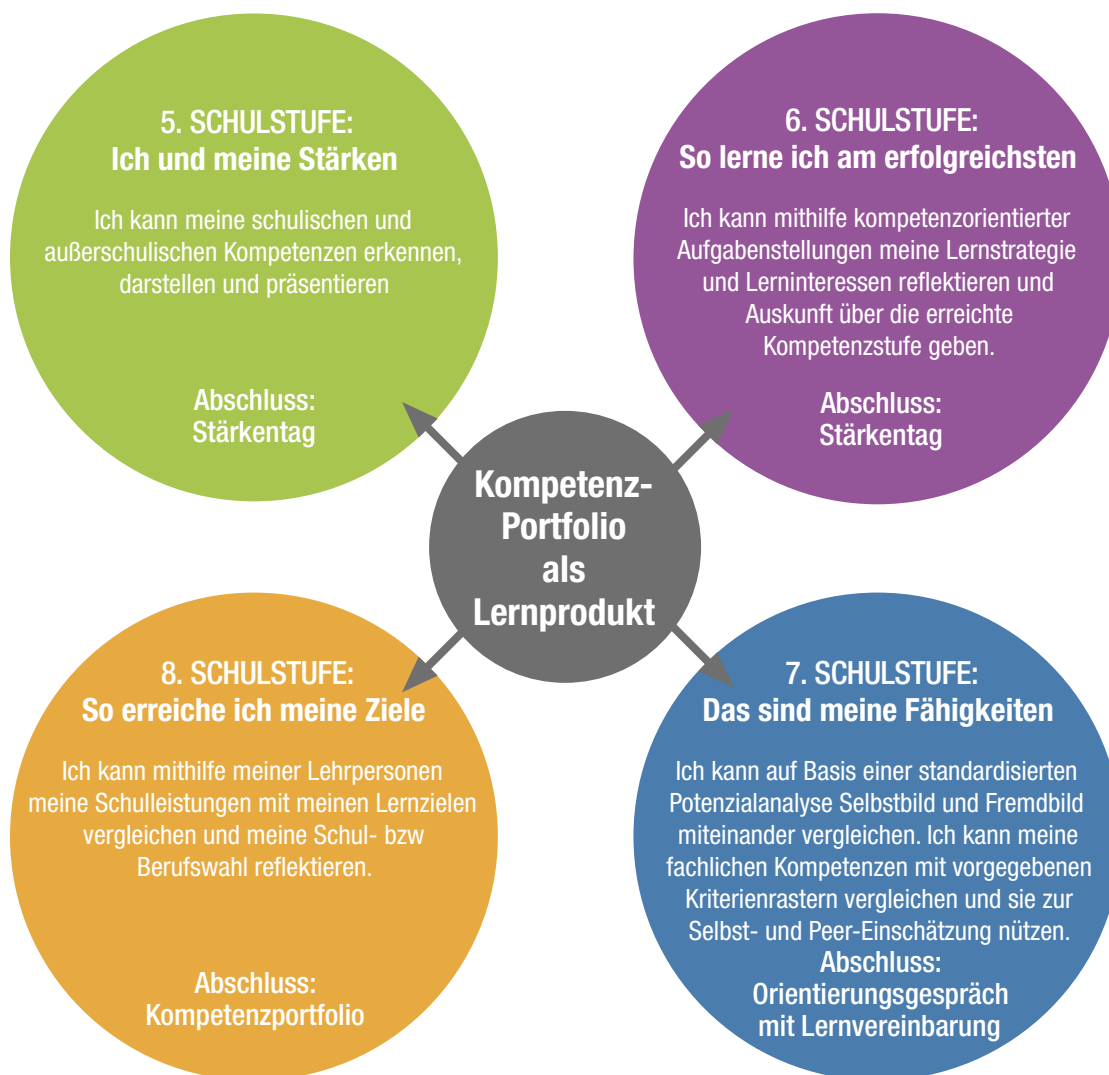 5. SCHULSTUFE:
Ich und meine Stärken
Ich kann meine schulischen und
außerschulischen Kompetenzen erkennen,
darstellen und präsentieren
Abschluss:
Stärkentag
6. SCHULSTUFE:
So lerne ich am erfolgreichsten
Ich kann mithilfe kompetenzorientierter
Aufgabenstellungen meine Lernstrategie
und Lerninteressen reflektieren und
Auskunft über die erreichte
Kompetenzstufe geben.
Abschluss:
Stärkentag
Kompetenz-
Portfolio
als
Lernprodukt
8. SCHULSTUFE:
So erreiche ich meine Ziele
Ich kann mithilfe meiner Lehrpersonen
meine Schulleistungen mit meinen Lernzielen
vergleichen und meine Schul- bzw
Berufswahl reflektieren.
Abschluss:
Kompetenzportfolio
7. SCHULSTUFE:
Das sind meine Fähigkeiten
Ich kann auf Basis einer standardisierten
Potenzialanalyse Selbstbild und Fremdbild
miteinander vergleichen. Ich kann meine
fachlichen Kompetenzen mit vorgegebenen
Kriterienrastern vergleichen und sie zur
Selbst- und Peer-Einschätzung nützen.
Abschluss:
Orientierungsgespräch
mit Lernvereinbarung